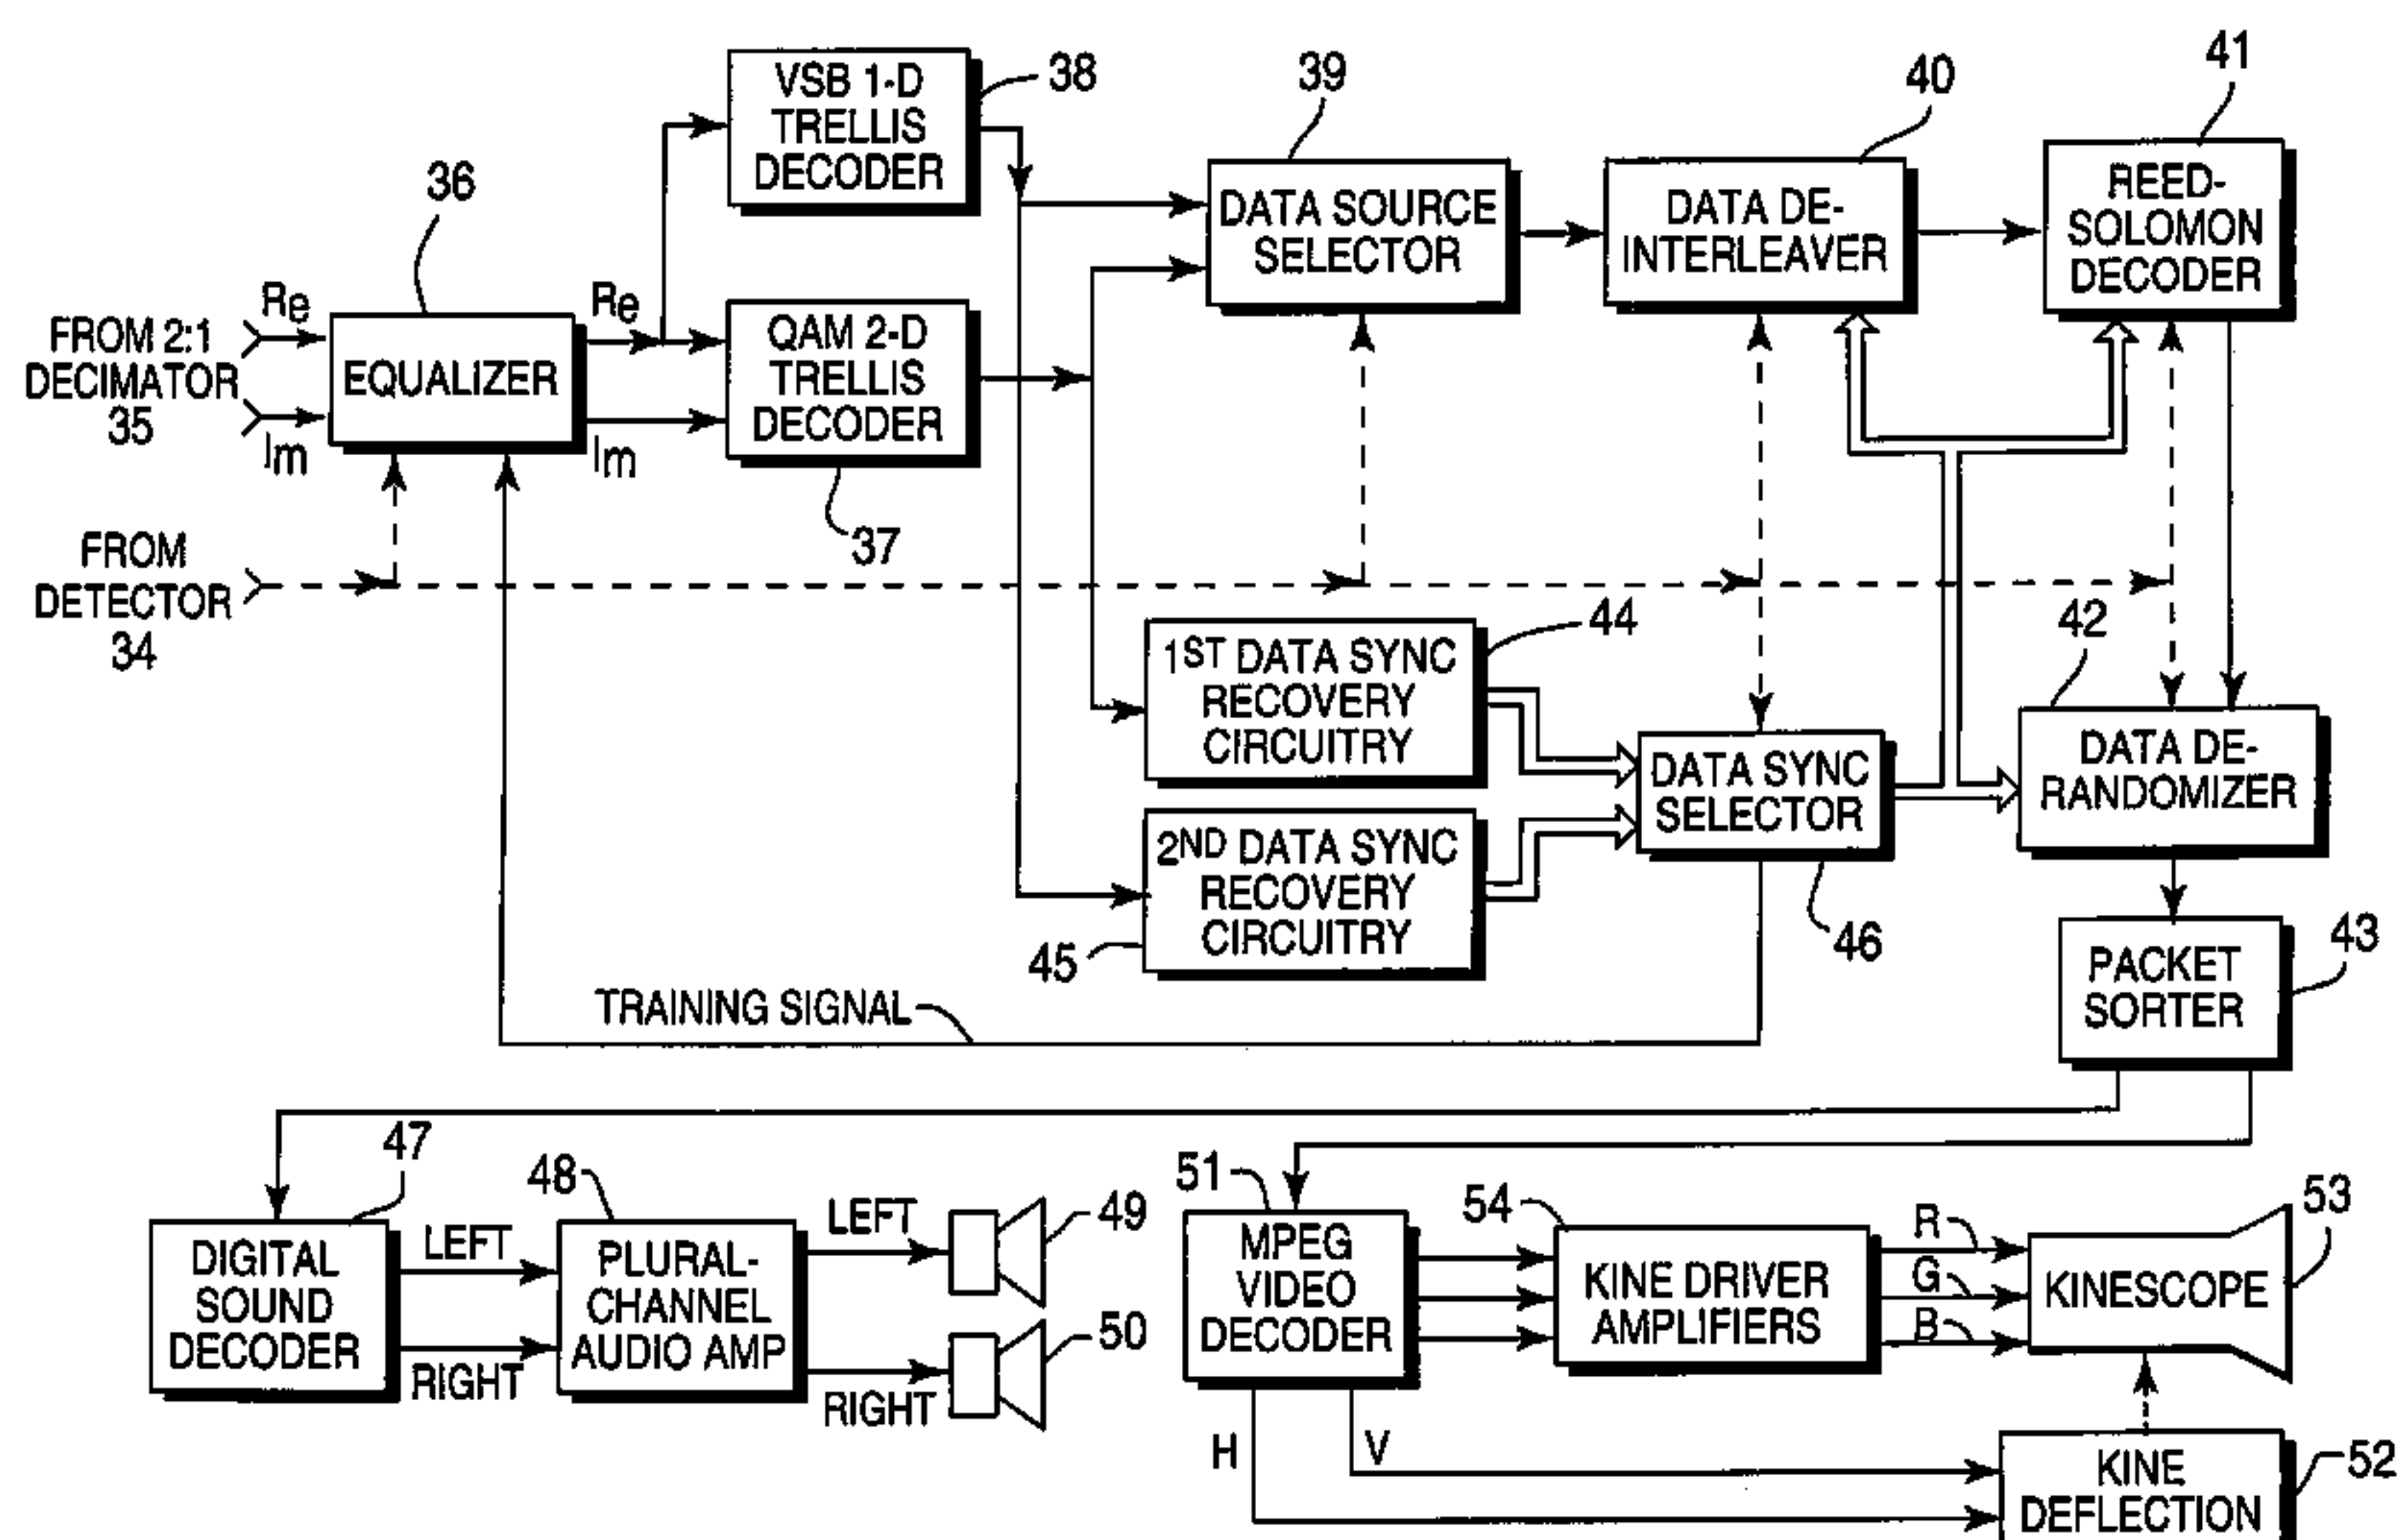 38
39
40
41
VSB 1-D
TRELLIS
DECODER
36
DATA SOURCE
SELECTOR
DATA DE-
INTERLEAVER
REED-
SOLOMON
DECODER
FROM 2:1
DECIMATOR
35
Re
Im
EQUALIZER
Re
Im
QAM 2-D
TRELLIS
DECODER
37
FROM
DETECTOR
34
1ST DATA SYNC
RECOVERY
CIRCUITRY
44
42
DATA SYNC
SELECTOR
46
DATA DE-
RANDOMIZER
2ND DATA SYNC
RECOVERY
CIRCUITRY
45
PACKET
SORTER
43
TRAINING SIGNAL
47
48
DIGITAL
SOUND
DECODER
LEFT
RIGHT
PLURAL-
CHANNEL
AUDIO AMP
LEFT
RIGHT
49
50
51
MPEG
VIDEO
DECODER
54
KINE DRIVER
AMPLIFIERS
R
G
B
KINESCOPE
53
H
V
KINE
DEFLECTION
52